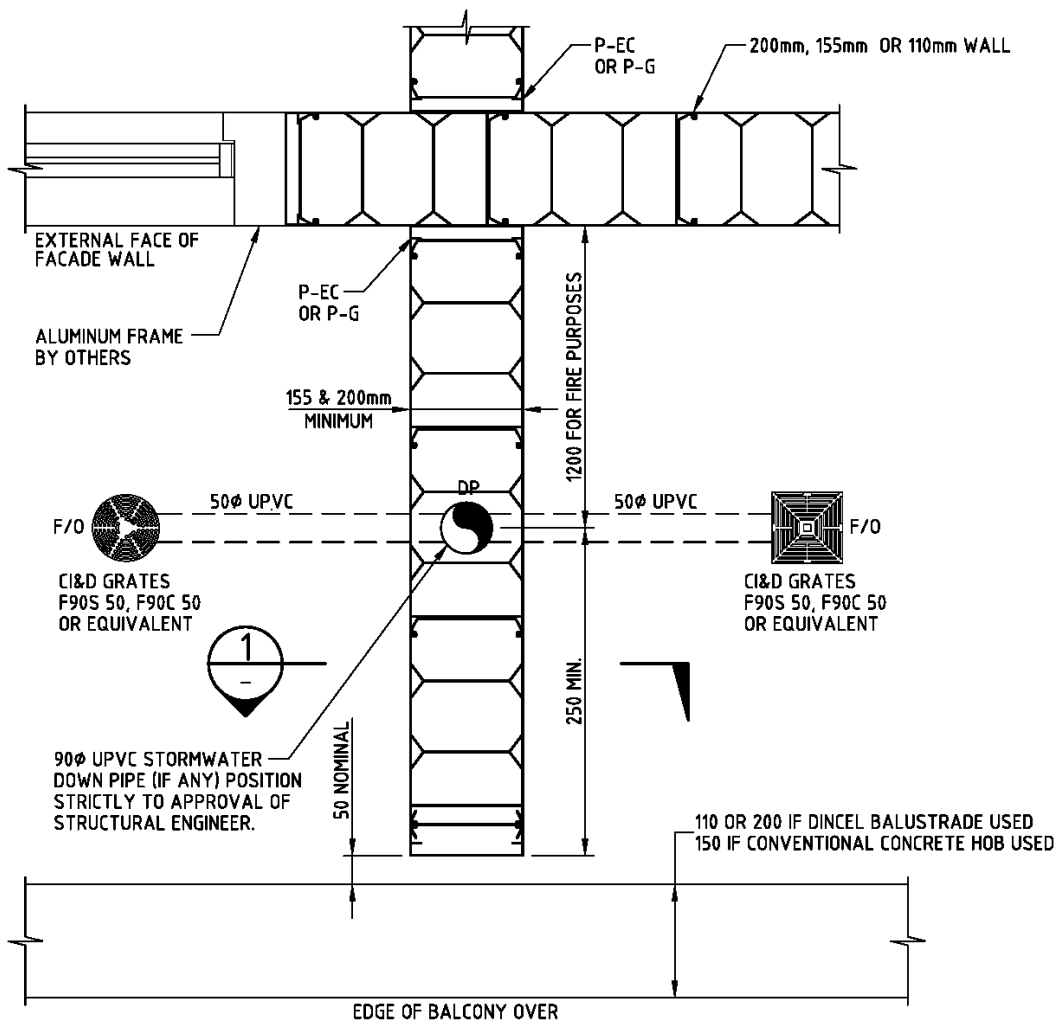 P-EC
OR P-G
200mm, 155mm OR 110mm WALL
EXTERNAL FACE OF
FACADE WALL
P-EC
OR P-G
ALUMINUM FRAME
BY OTHERS
1200 FOR FIRE PURPOSES
155 & 200mm
MINIMUM
DP
50ϕ UPVC
50ϕ UPVC
F/O
F/O
CI&D GRATES
F90S 50, F90C 50
OR EQUIVALENT
CI&D GRATES
F90S 50, F90C 50
OR EQUIVALENT
1
-
250 MIN.
50 NOMINAL
90ϕ UPVC STORMWATER
DOWN PIPE (IF ANY) POSITION
STRICTLY TO APPROVAL OF
STRUCTURAL ENGINEER.
110 OR 200 IF DINCEL BALUSTRADE USED
150 IF CONVENTIONAL CONCRETE HOB USED
EDGE OF BALCONY OVER